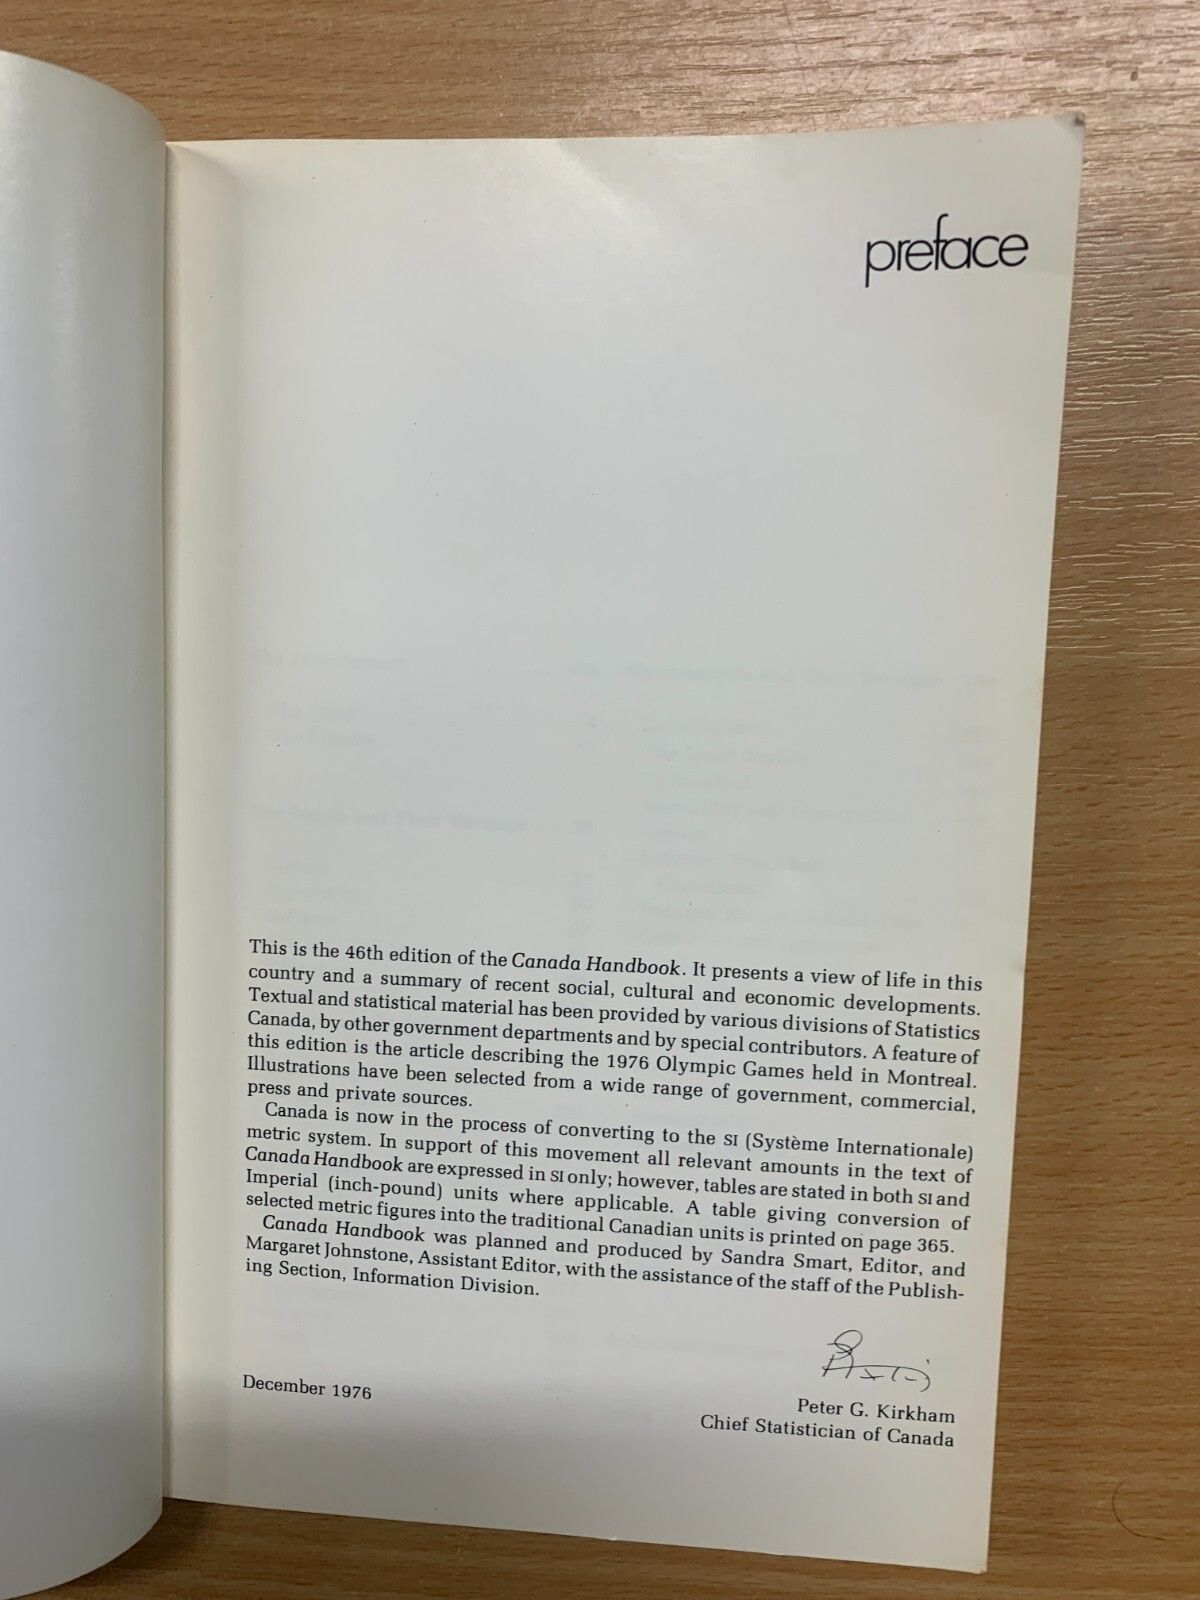 preface
This is the 46th edition of the Canada Handbook. It presents a view of life in this
country and a summary of recent social, cultural and economic developments.
Textual and statistical material has been provided by various divisions of Statistics
Canada, by other government departments and by special contributors. A feature of
this edition is the article describing the 1976 Olympic Games held in Montreal.
Illustrations have been selected from a wide range of government, commercial,
press and private sources.
Canada is now in the process of converting to the SI (Système Internationale)
metric system. In support of this movement all relevant amounts in the text of
Canada Handbook are expressed in SI only; however, tables are stated in both SI and
Imperial (inch-pound) units where applicable. A table giving conversion of
selected metric figures into the traditional Canadian units is printed on page 365.
Canada Handbook was planned and produced by Sandra Smart, Editor, and
Margaret Johnstone, Assistant Editor, with the assistance of the staff of the Publish-
ing Section, Information Division.
December 1976
Peter G. Kirkham
Chief Statistician of Canada